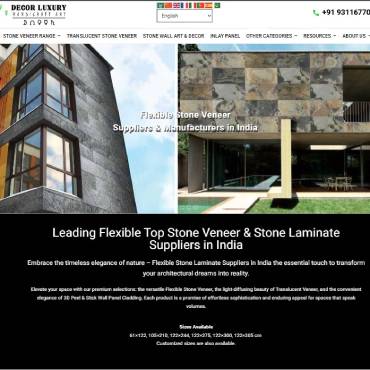 DECOR LUXURY
HANDICRAFT ART
English
+91 93116770
STONE VENEER RANGE TRANSLUCENT STONE VENEER STONE WALL ART & DECOR INLAY PANEL OTHER CATEGORIES RESOURCES ABOUT US
Flexible Stone Veneer
Suppliers & Manufacturers in India
Leading Flexible Top Stone Veneer & Stone Laminate
Suppliers in India
Embrace the timeless elegance of nature – Flexible Stone Laminate Suppliers in India the essential touch to transform
your architectural dreams into reality.
Elevate your space with our premium selections: the versatile Flexible Stone Veneer, the light-diffusing beauty of Translucent Veneer, and the convenient
elegance of 3D Peel & Stick Wall Panel Cladding. Each product is a promise of effortless sophistication and enduring appeal for spaces that speak
volumes.
Sizes Available
61×122, 105×210, 122×244, 122×275, 122×300, 122×305 cm
Customized sizes are also available